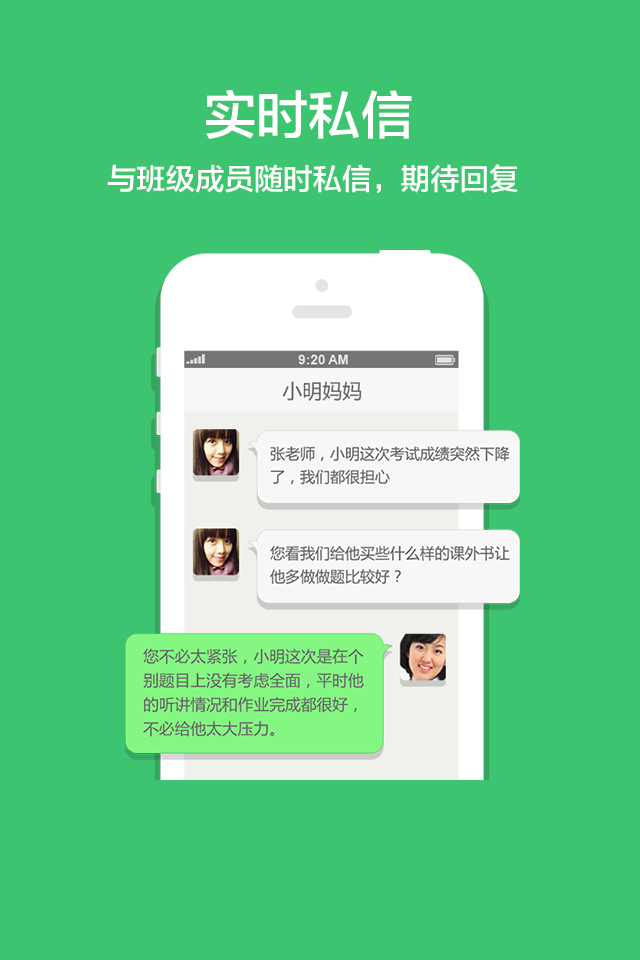 实时私信
与班级成员随时私信，期待回复
9:20 AM
小明妈妈
张老师，小明这次考试成绩突然下降
了，我们都很担心
您看我们给他买些什么样的课外书让
他多做做题比较好？
您不必太紧张，小明这次是在个
别题目上没有考虑全面，平时他
的听讲情况和作业完成都很好，
不必给他太大压力。